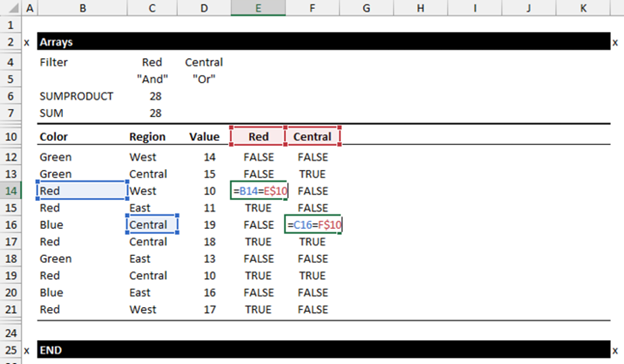 A B C D E F G H I J K
1
2 x Arrays x
4 Filter Red Central
5 "And" "Or"
6 SUMPRODUCT 28
7 SUM 28
10 Color Region Value Red Central
12 Green West 14 FALSE FALSE
13 Green Central 15 FALSE TRUE
14 Red West 10 =B14=E$10 FALSE
15 Red East 11 TRUE FALSE
16 Blue Central 19 FALSE =C16=F$10
17 Red Central 18 TRUE TRUE
18 Green East 13 FALSE FALSE
19 Red Central 10 TRUE TRUE
20 Blue East 16 FALSE FALSE
21 Red West 17 TRUE FALSE
24
25 x END x